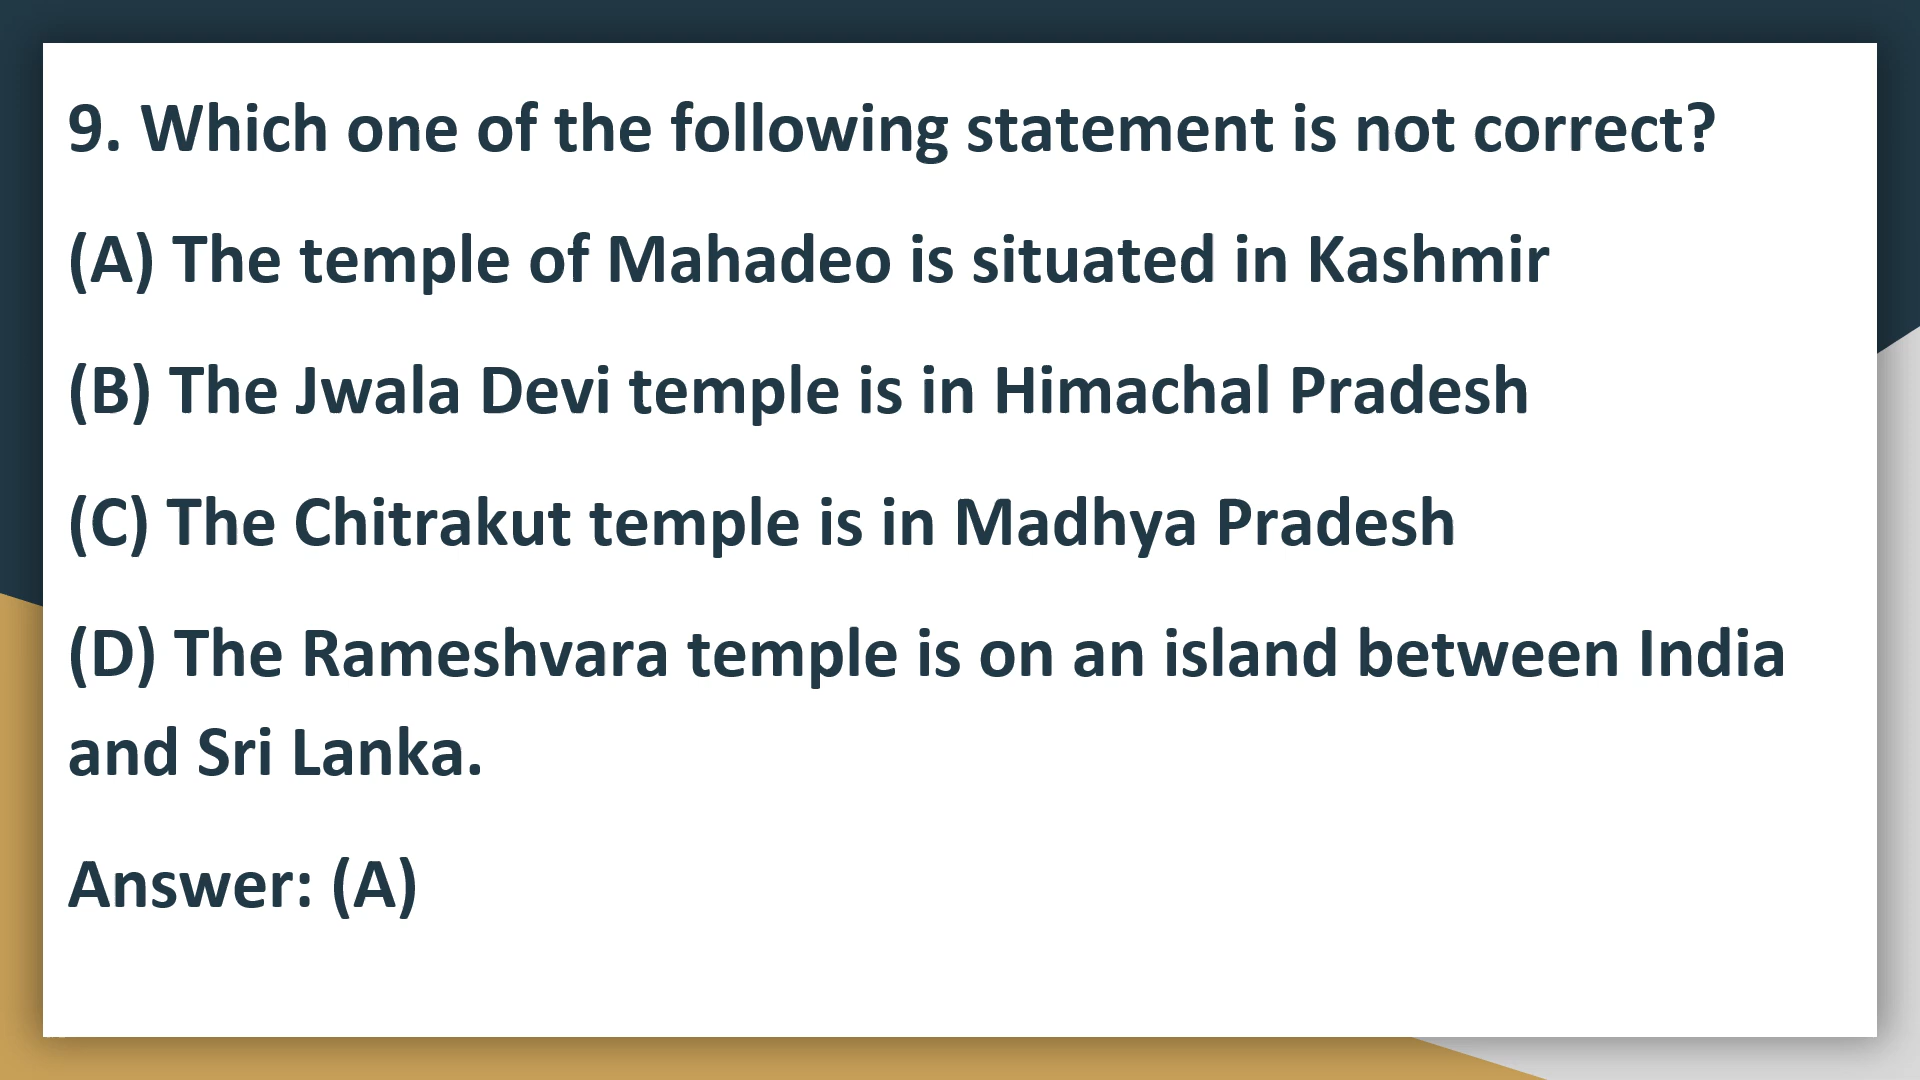 9. Which one of the following statement is not correct?
(A) The temple of Mahadeo is situated in Kashmir
(B) The Jwala Devi temple is in Himachal Pradesh
(C) The Chitrakut temple is in Madhya Pradesh
(D) The Rameshvara temple is on an island between India
and Sri Lanka.
Answer: (A)